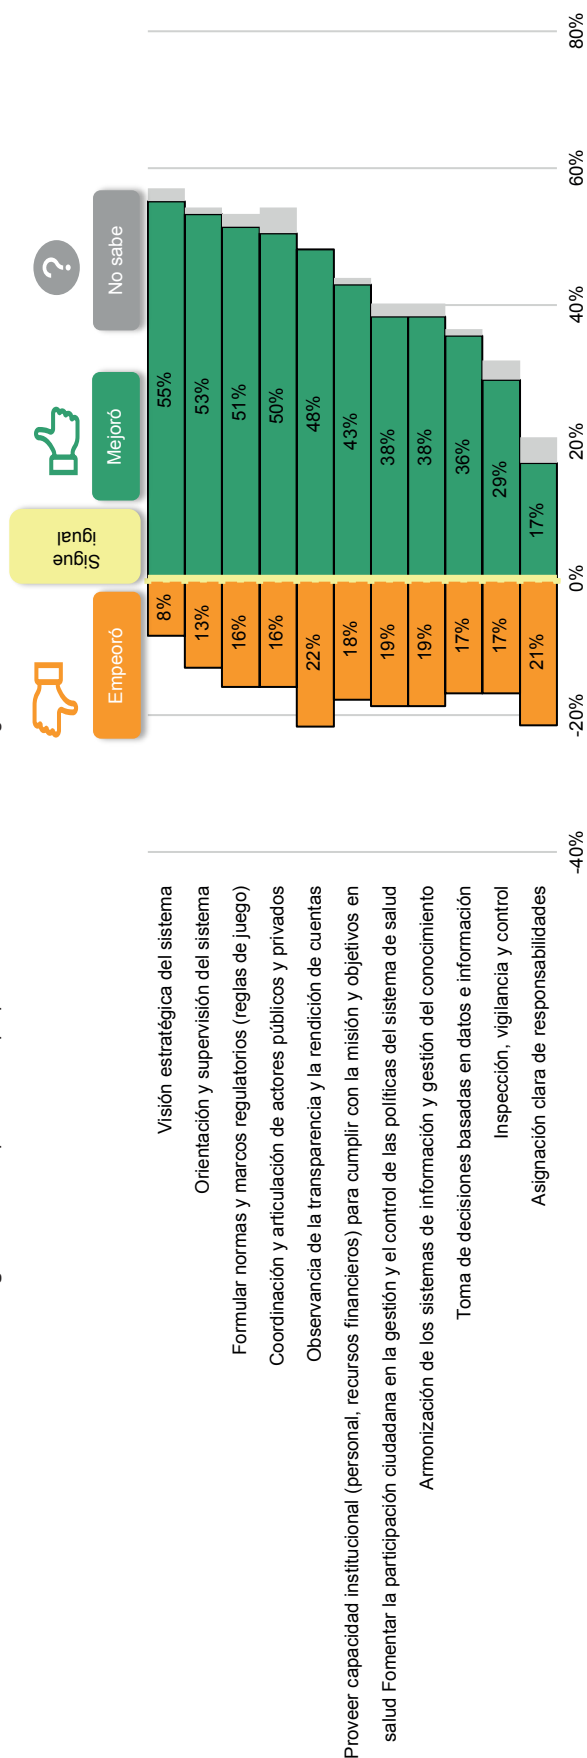 Empeoró
Sigue
igual
Mejoró
No sabe
?
Visión estratégica del sistema
8%
55%
Orientación y supervisión del sistema
13%
53%
Formular normas y marcos regulatorios (reglas de juego)
16%
51%
Coordinación y articulación de actores públicos y privados
16%
50%
Observancia de la transparencia y la rendición de cuentas
22%
48%
Proveer capacidad institucional (personal, recursos financieros) para cumplir con la misión y objetivos en
18%
43%
salud Fomentar la participación ciudadana en la gestión y el control de las políticas del sistema de salud
19%
38%
Armonización de los sistemas de información y gestión del conocimiento
19%
38%
Toma de decisiones basadas en datos e información
17%
36%
Inspección, vigilancia y control
17%
29%
Asignación clara de responsabilidades
21%
17%
-40%
-20%
0%
20%
40%
60%
80%